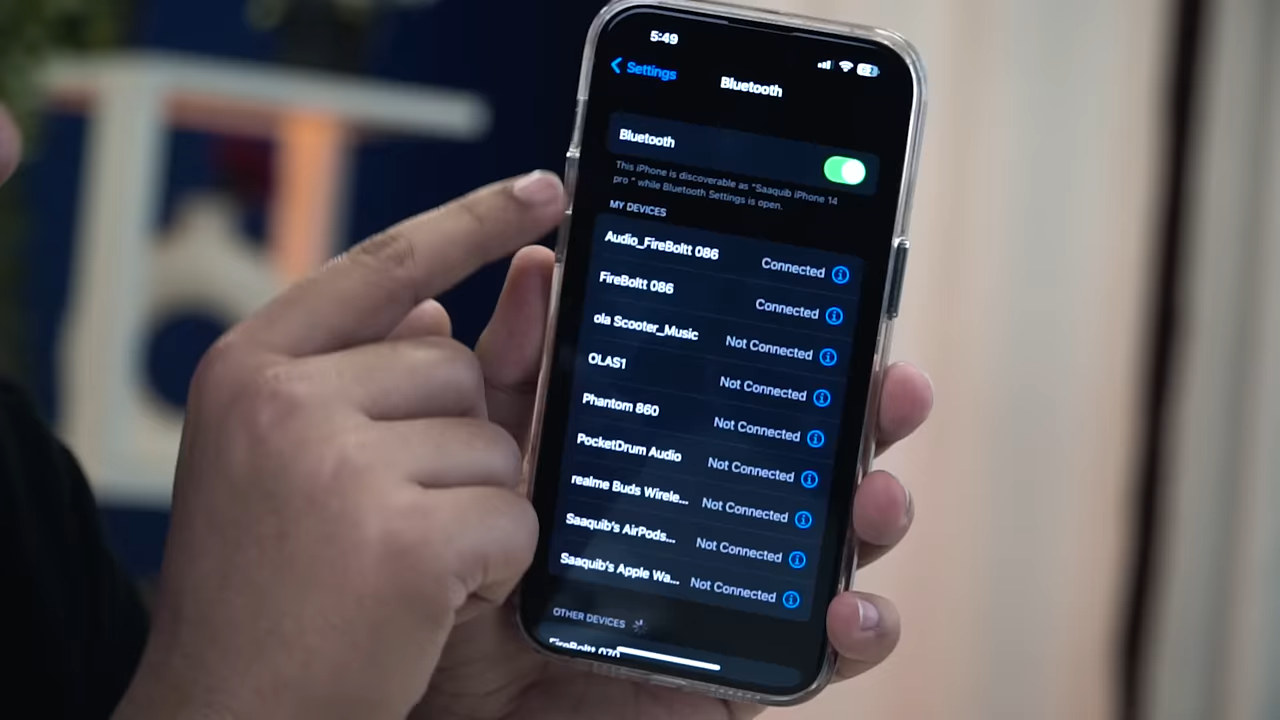 5:49
62
Settings
Bluetooth
Bluetooth
This iPhone is discoverable as "Saaquib iPhone 14
pro " while Bluetooth Settings is open.
MY DEVICES
Audio_FireBoltt 086 Connected
FireBoltt 086 Connected
ola Scooter_Music Not Connected
OLAS1 Not Connected
Phantom 860 Not Connected
PocketDrum Audio Not Connected
realme Buds Wirele... Not Connected
Saaquib's AirPods... Not Connected
Saaquib's Apple Wa... Not Connected
OTHER DEVICES
FireBoltt 070